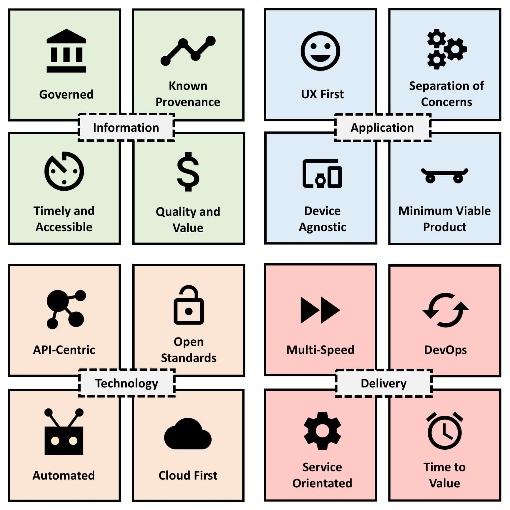 Governed
Known
Provenance
Information
Timely and
Accessible
Quality and
Value
UX First
Separation of
Concerns
Application
Device
Agnostic
Minimum Viable
Product
API-Centric
Open
Standards
Technology
Automated
Cloud First
Multi-Speed
DevOps
Delivery
Service
Orientated
Time to
Value